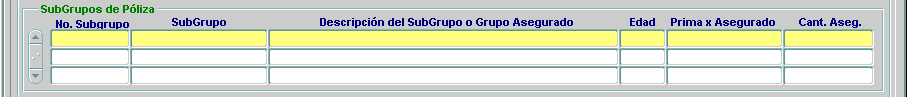 SubGrupos de Póliza
No. Subgrupo SubGrupo Descripción del SubGrupo o Grupo Asegurado Edad Prima x Asegurado Cant. Aseg.